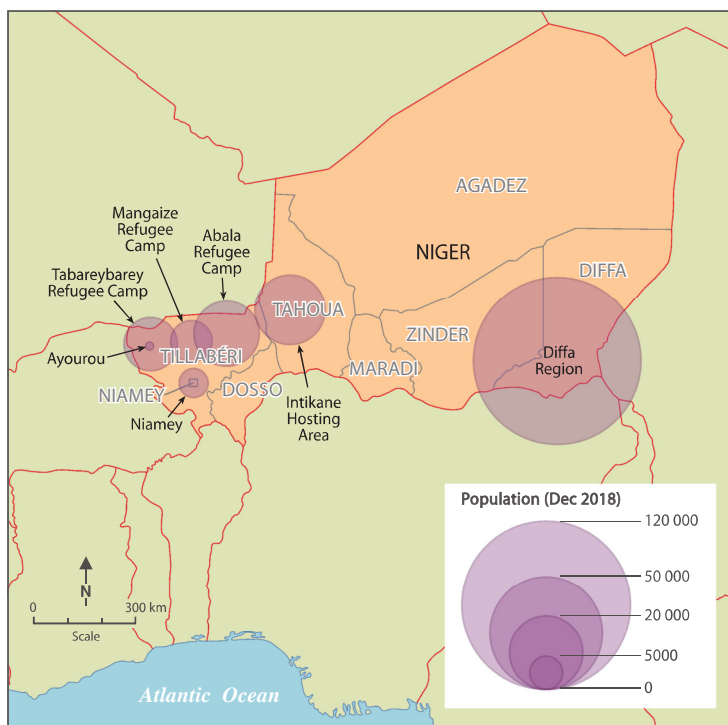 AGADEZ
Mangaize
Refugee
Camp
Abala
Refugee
Camp
NIGER
Tabareybarey
Refugee Camp
DIFFA
TAHOUA
ZINDER
Ayourou
TILLABÉRI
Diffa
Region
MARADI
NIAMEY
DOSSO
Niamey
Intikane
Hosting
Area
Population (Dec 2018)
120 000
50 000
20 000
5000
0
N
0 300 km
Scale
Atlantic Ocean